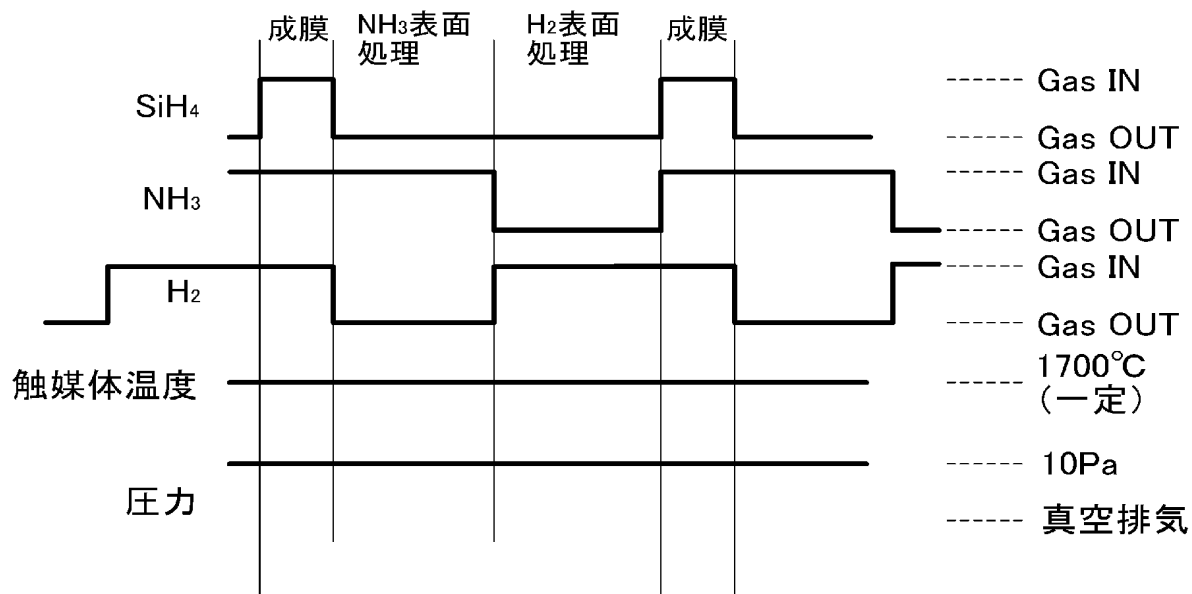 成膜
NH₃表面
処理
H₂表面
処理
成膜
SiH₄
Gas IN
Gas OUT
NH₃
Gas IN
Gas OUT
H₂
Gas IN
Gas OUT
触媒体温度
1700℃
(一定)
圧力
10Pa
真空排気